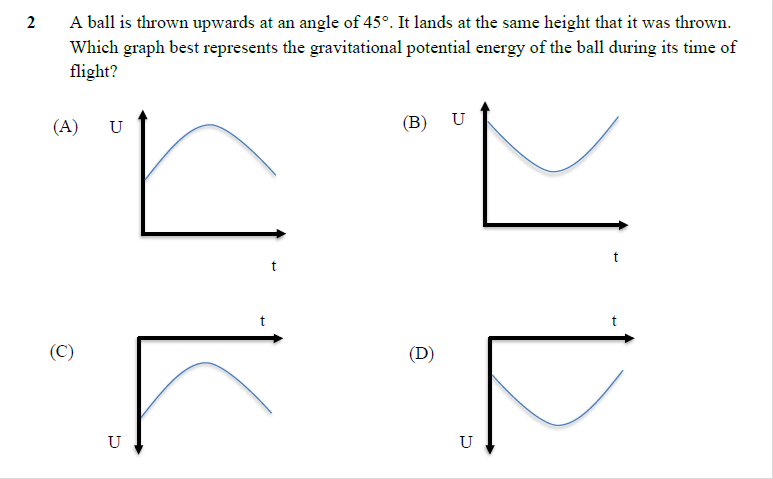 2 A ball is thrown upwards at an angle of 45°. It lands at the same height that it was thrown.
Which graph best represents the gravitational potential energy of the ball during its time of
flight?
(A) U
t
(B) U
t
(C)
t
U
(D)
t
U